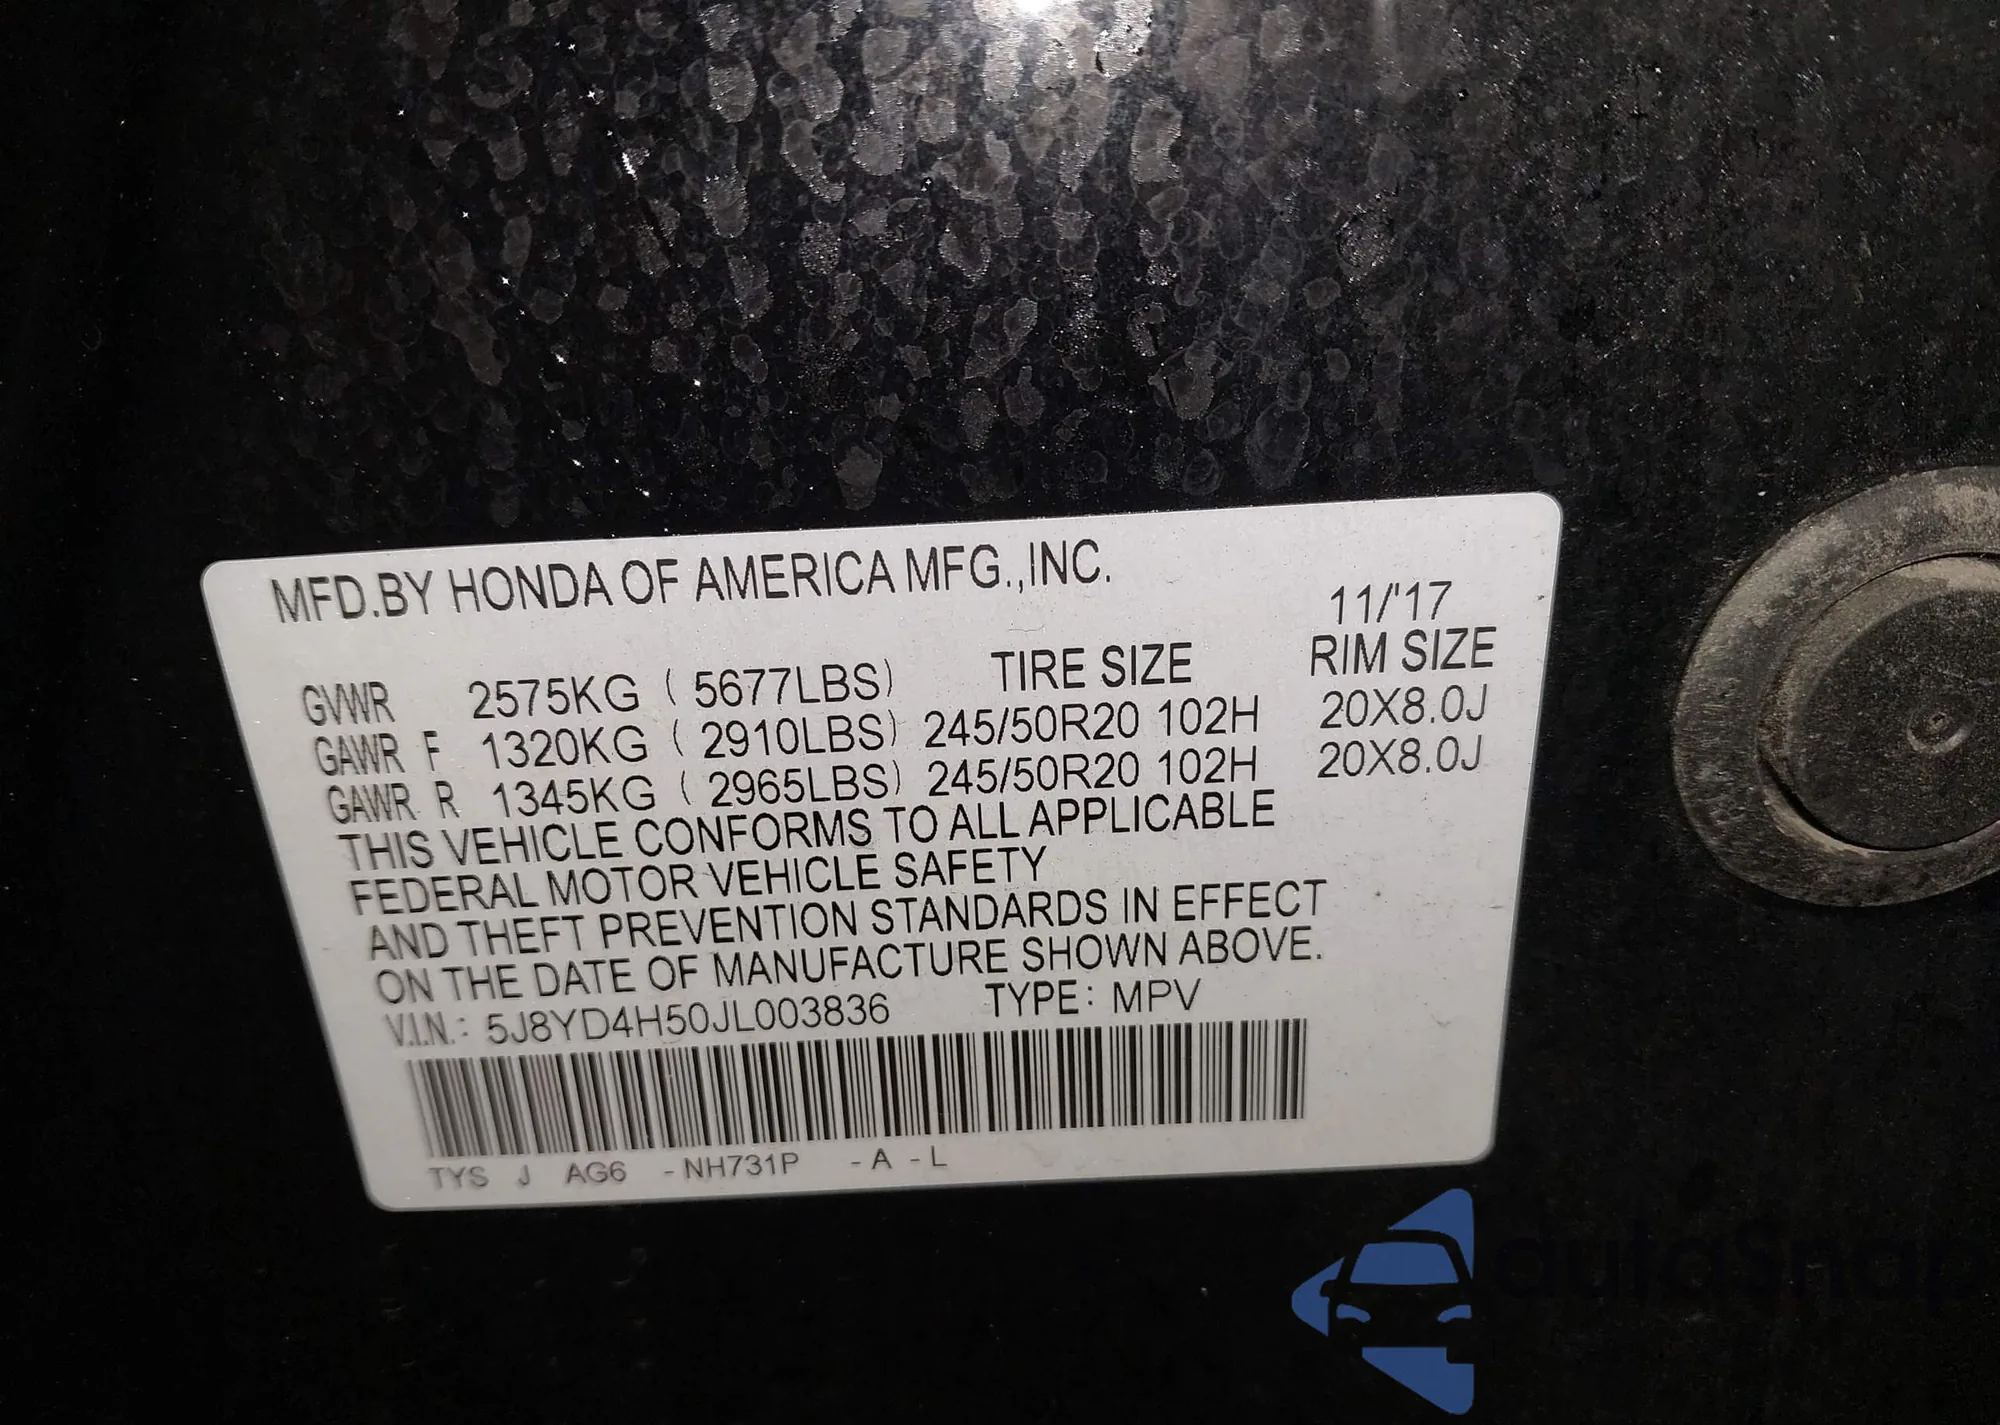 MFD.BY HONDA OF AMERICA MFG.,INC.
11/'17
GVWR 2575KG ( 5677LBS) TIRE SIZE RIM SIZE
GAWR F 1320KG ( 2910LBS) 245/50R20 102H 20X8.0J
GAWR R 1345KG ( 2965LBS) 245/50R20 102H 20X8.0J
THIS VEHICLE CONFORMS TO ALL APPLICABLE
FEDERAL MOTOR VEHICLE SAFETY
AND THEFT PREVENTION STANDARDS IN EFFECT
ON THE DATE OF MANUFACTURE SHOWN ABOVE.
V.I.N.: 5J8YD4H50JL003836 TYPE: MPV
TYS J AG6 -NH731P -A -L
autoSnap